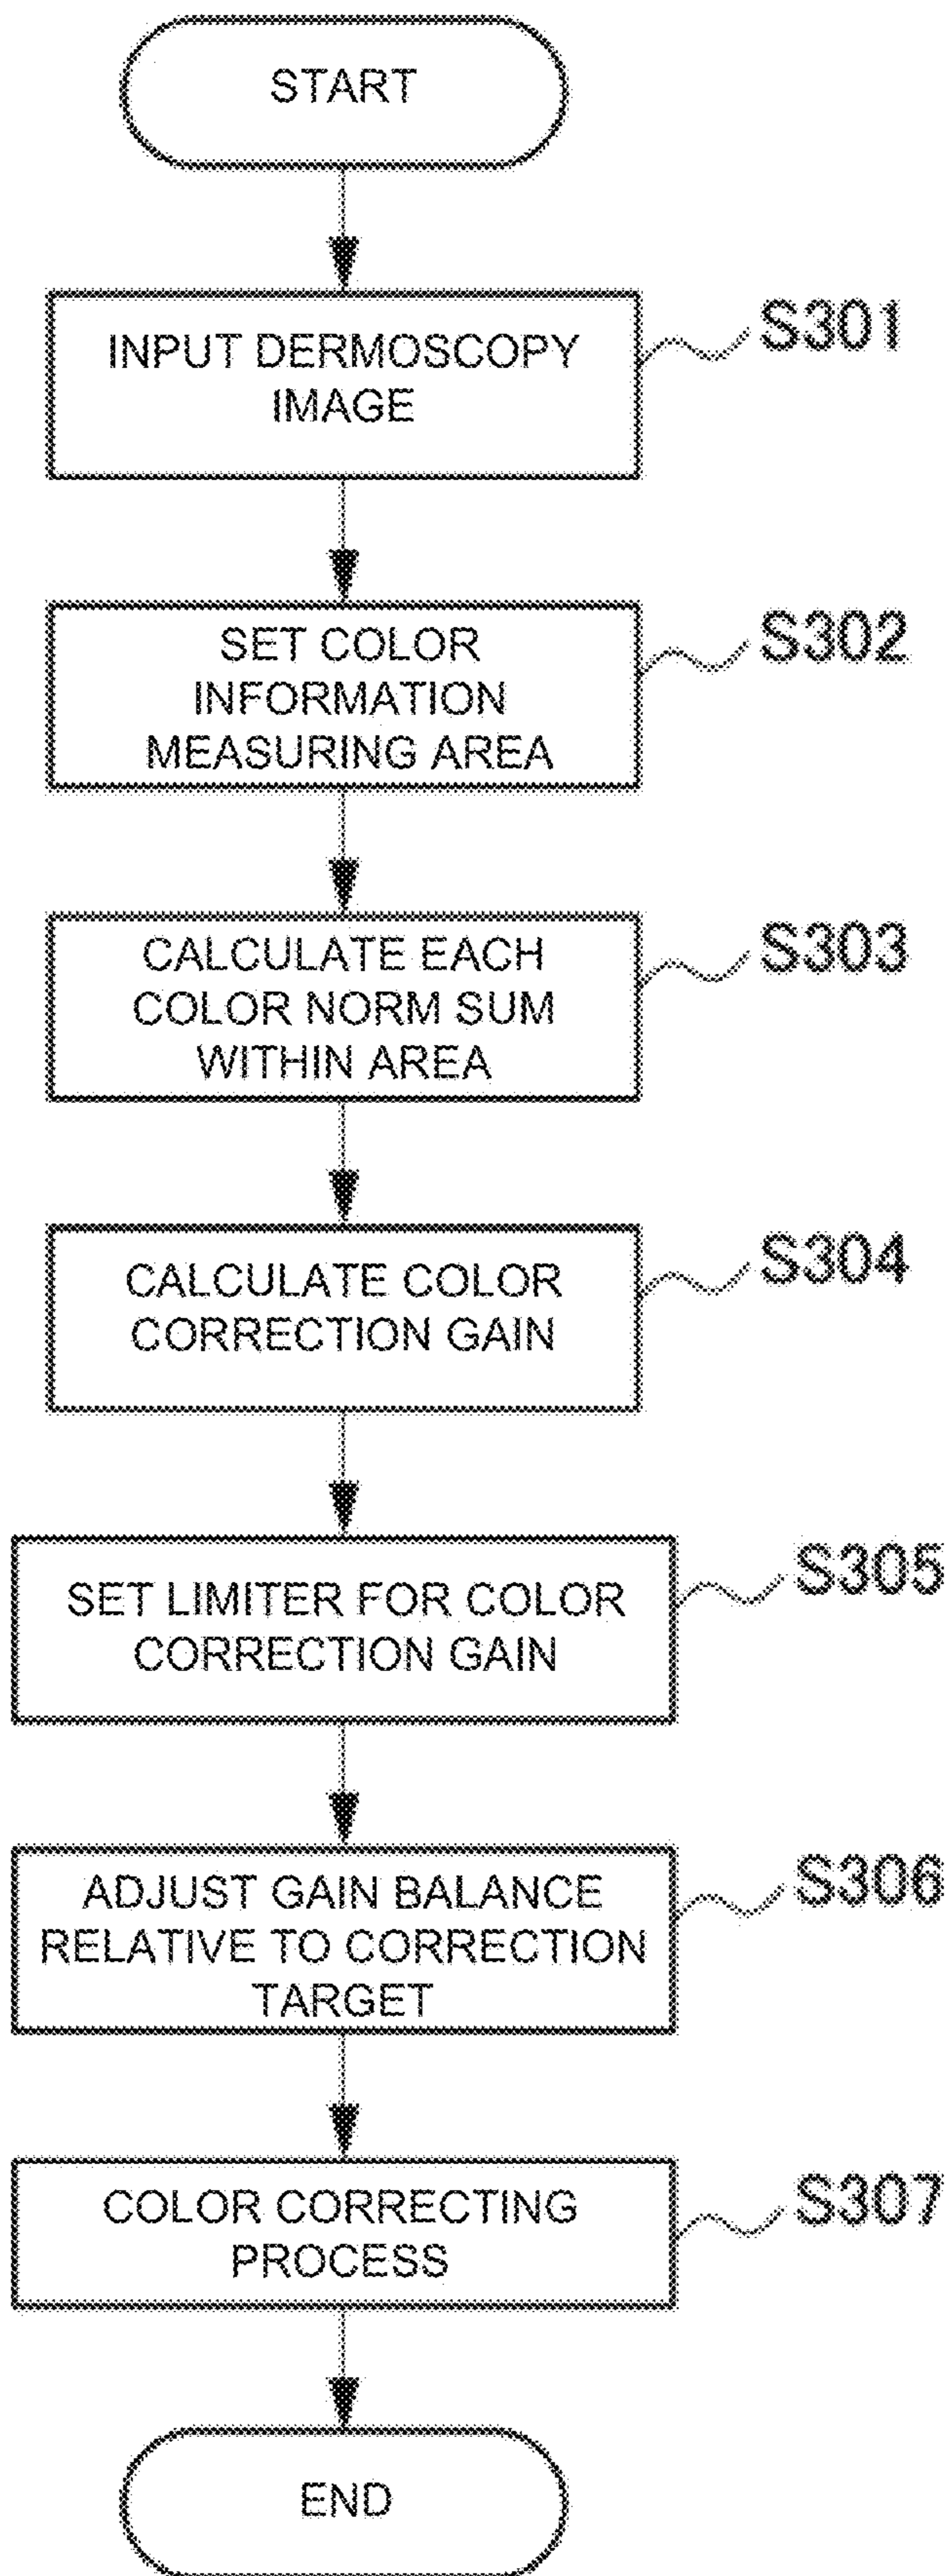 START
INPUT DERMOSCOPY
IMAGE
S301
SET COLOR
INFORMATION
MEASURING AREA
S302
CALCULATE EACH
COLOR NORM SUM
WITHIN AREA
S303
CALCULATE COLOR
CORRECTION GAIN
S304
SET LIMITER FOR COLOR
CORRECTION GAIN
S305
ADJUST GAIN BALANCE
RELATIVE TO CORRECTION
TARGET
S306
COLOR CORRECTING
PROCESS
S307
END